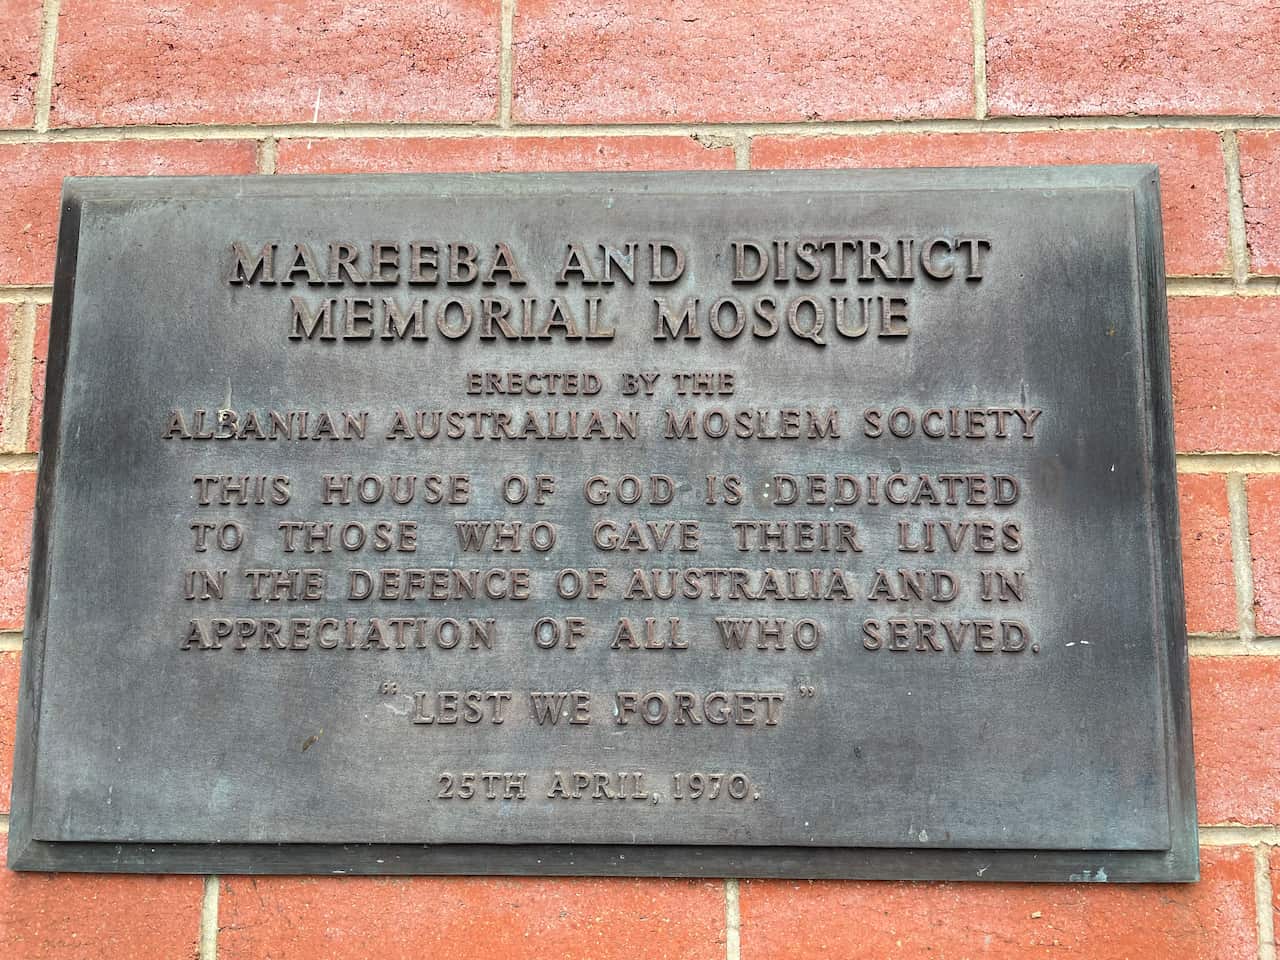 MAREEBA AND DISTRICT
MEMORIAL MOSQUE
ERECTED BY THE
ALBANIAN AUSTRALIAN MOSLEM SOCIETY
THIS HOUSE OF GOD IS DEDICATED
TO THOSE WHO GAVE THEIR LIVES
IN THE DEFENCE OF AUSTRALIA AND IN
APPRECIATION OF ALL WHO SERVED.
"LEST WE FORGET"
25TH APRIL, 1970.